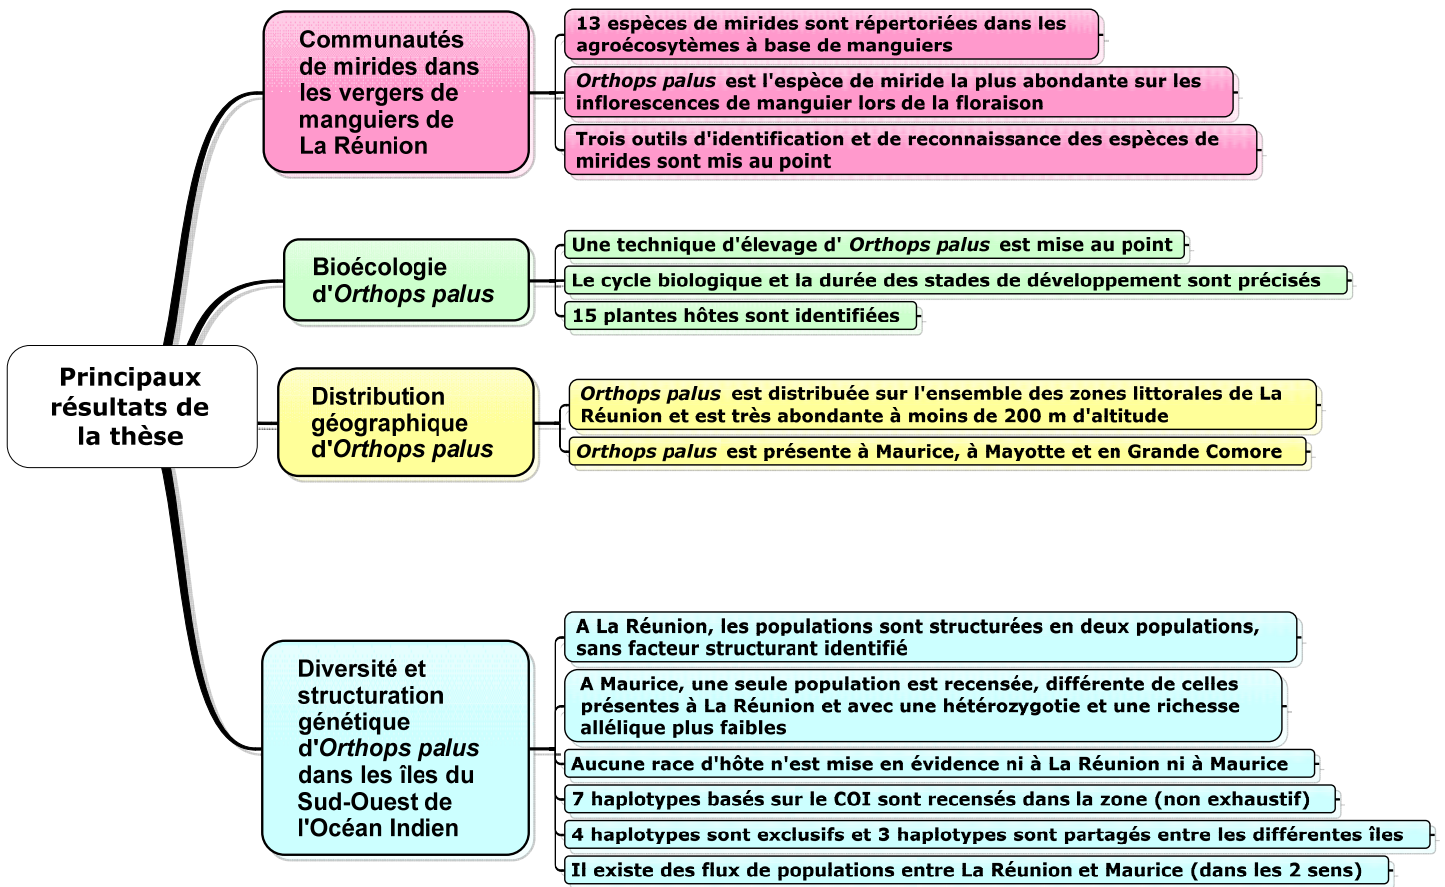 Principaux
résultats de
la thèse
Communautés
de mirides dans
les vergers de
manguiers de
La Réunion
13 espèces de mirides sont répertoriées dans les
agroécosytèmes à base de manguiers
Orthops palus est l'espèce de miride la plus abondante sur les
inflorescences de manguier lors de la floraison
Trois outils d'identification et de reconnaissance des espèces de
mirides sont mis au point
Bioécologie
d'Orthops palus
Une technique d'élevage d' Orthops palus est mise au point
Le cycle biologique et la durée des stades de développement sont précisés
15 plantes hôtes sont identifiées
Distribution
géographique
d'Orthops palus
Orthops palus est distribuée sur l'ensemble des zones littorales de La
Réunion et est très abondante à moins de 200 m d'altitude
Orthops palus est présente à Maurice, à Mayotte et en Grande Comore
Diversité et
structuration
génétique
d'Orthops palus
dans les îles du
Sud-Ouest de
l'Océan Indien
A La Réunion, les populations sont structurées en deux populations,
sans facteur structurant identifié
A Maurice, une seule population est recensée, différente de celles
présentes à La Réunion et avec une hétérozygotie et une richesse
allélique plus faibles
Aucune race d'hôte n'est mise en évidence ni à La Réunion ni à Maurice
7 haplotypes basés sur le COI sont recensés dans la zone (non exhaustif)
4 haplotypes sont exclusifs et 3 haplotypes sont partagés entre les différentes îles
Il existe des flux de populations entre La Réunion et Maurice (dans les 2 sens)